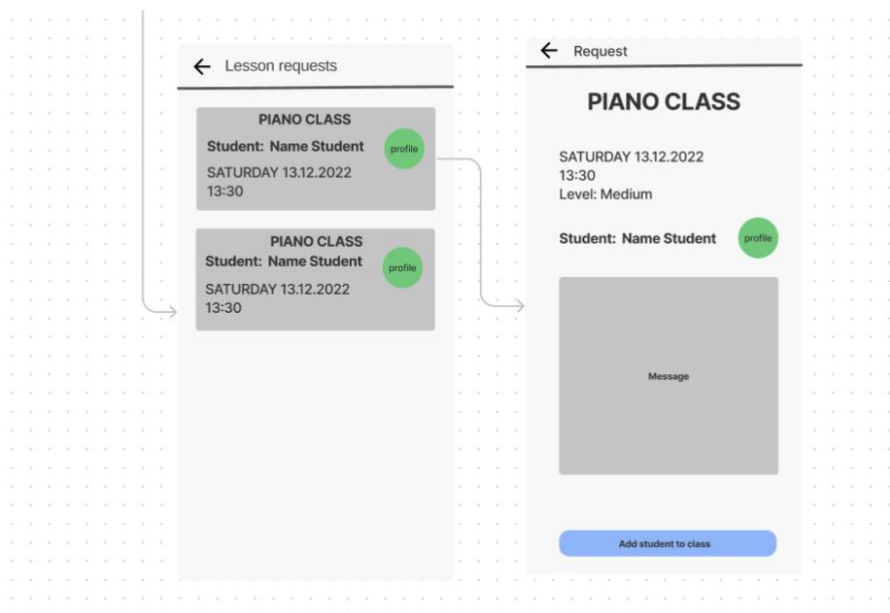 Lesson requests
PIANO CLASS
Student: Name Student
profile
SATURDAY 13.12.2022
13:30
PIANO CLASS
Student: Name Student
profile
SATURDAY 13.12.2022
13:30
Request
PIANO CLASS
SATURDAY 13.12.2022
13:30
Level: Medium
Student: Name Student
profile
Message
Add student to class